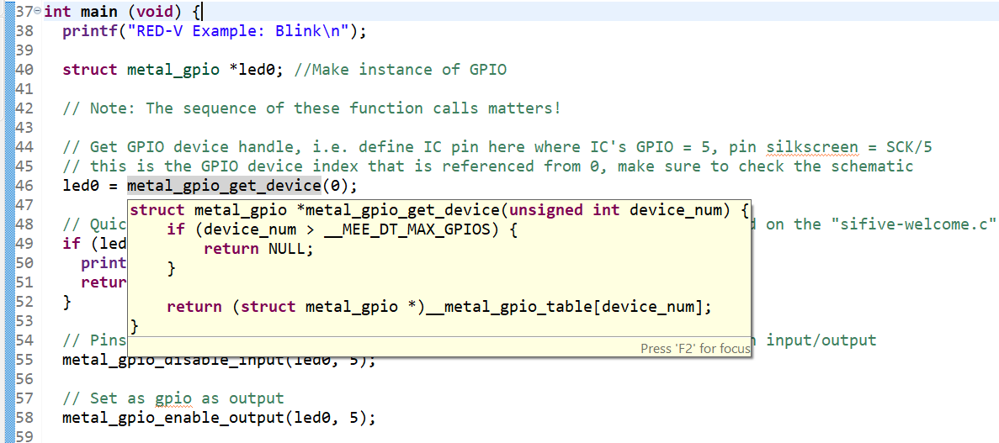 37 int main (void) {
38 printf("RED-V Example: Blink\n");
39
40 struct metal_gpio *led0; //Make instance of GPIO
41
42 // Note: The sequence of these function calls matters!
43
44 // Get GPIO device handle, i.e. define IC pin here where IC's GPIO = 5, pin silkscreen = SCK/5
45 // this is the GPIO device index that is referenced from 0, make sure to check the schematic
46 led0 = metal_gpio_get_device(0);
47
struct metal_gpio *metal_gpio_get_device(unsigned int device_num) {
48 // Quic on the "sifive-welcome.c"
if (device_num > __MEE_DT_MAX_GPIOS) {
49 if (led
return NULL;
50 print
}
51 retur
52 }
return (struct metal_gpio *)__metal_gpio_table[device_num];
53
}
54 // Pins input/output
Press 'F2' for focus
55 metal_gpio_disable_input(led0, 5);
56
57 // Set as gpio as output
58 metal_gpio_enable_output(led0, 5);
59